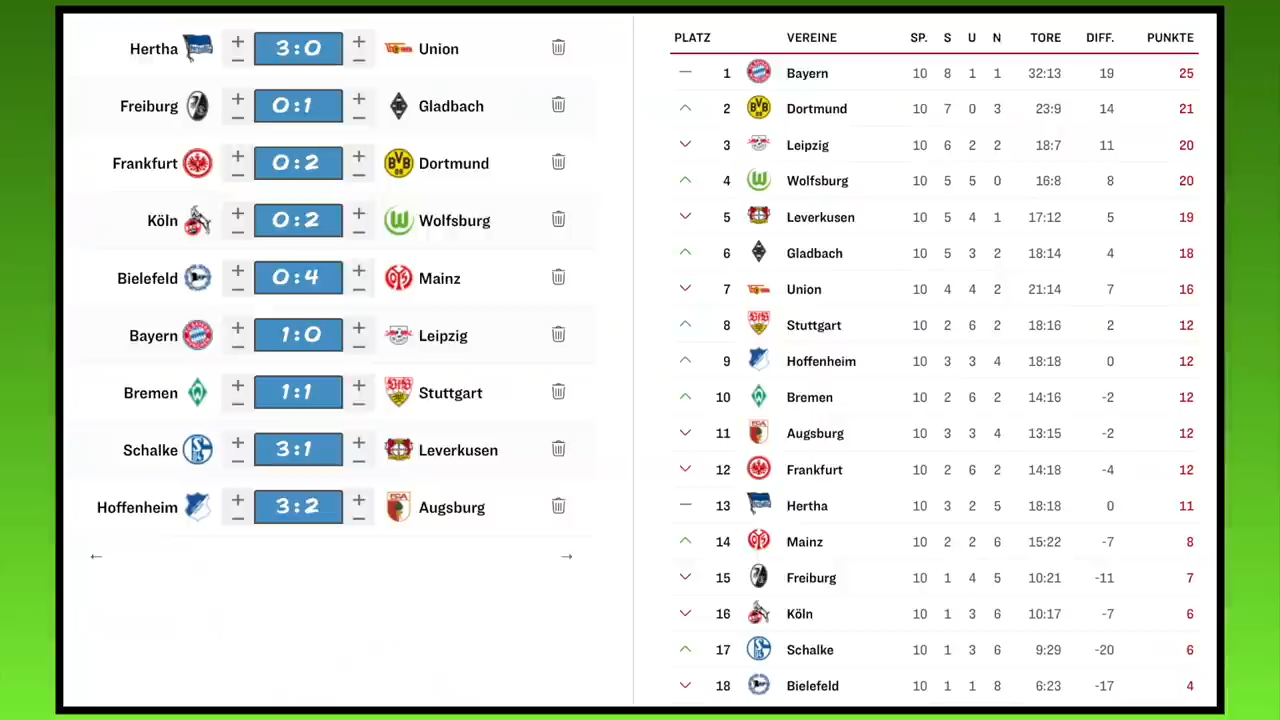 Hertha + − 3:0 + − Union
Freiburg + − 0:1 + − Gladbach
Frankfurt + − 0:2 + − Dortmund
Köln + − 0:2 + − Wolfsburg
Bielefeld + − 0:4 + − Mainz
Bayern + − 1:0 + − Leipzig
Bremen + − 1:1 + − Stuttgart
Schalke + − 3:1 + − Leverkusen
Hoffenheim + − 3:2 + − Augsburg
← →
PLATZ VEREINE SP. S U N TORE DIFF. PUNKTE
1 Bayern 10 8 1 1 32:13 19 25
2 Dortmund 10 7 0 3 23:9 14 21
3 Leipzig 10 6 2 2 18:7 11 20
4 Wolfsburg 10 5 5 0 16:8 8 20
5 Leverkusen 10 5 4 1 17:12 5 19
6 Gladbach 10 5 3 2 18:14 4 18
7 Union 10 4 4 2 21:14 7 16
8 Stuttgart 10 2 6 2 18:16 2 12
9 Hoffenheim 10 3 3 4 18:18 0 12
10 Bremen 10 2 6 2 14:16 -2 12
11 Augsburg 10 3 3 4 13:15 -2 12
12 Frankfurt 10 2 6 2 14:18 -4 12
13 Hertha 10 3 2 5 18:18 0 11
14 Mainz 10 2 2 6 15:22 -7 8
15 Freiburg 10 1 4 5 10:21 -11 7
16 Köln 10 1 3 6 10:17 -7 6
17 Schalke 10 1 3 6 9:29 -20 6
18 Bielefeld 10 1 1 8 6:23 -17 4